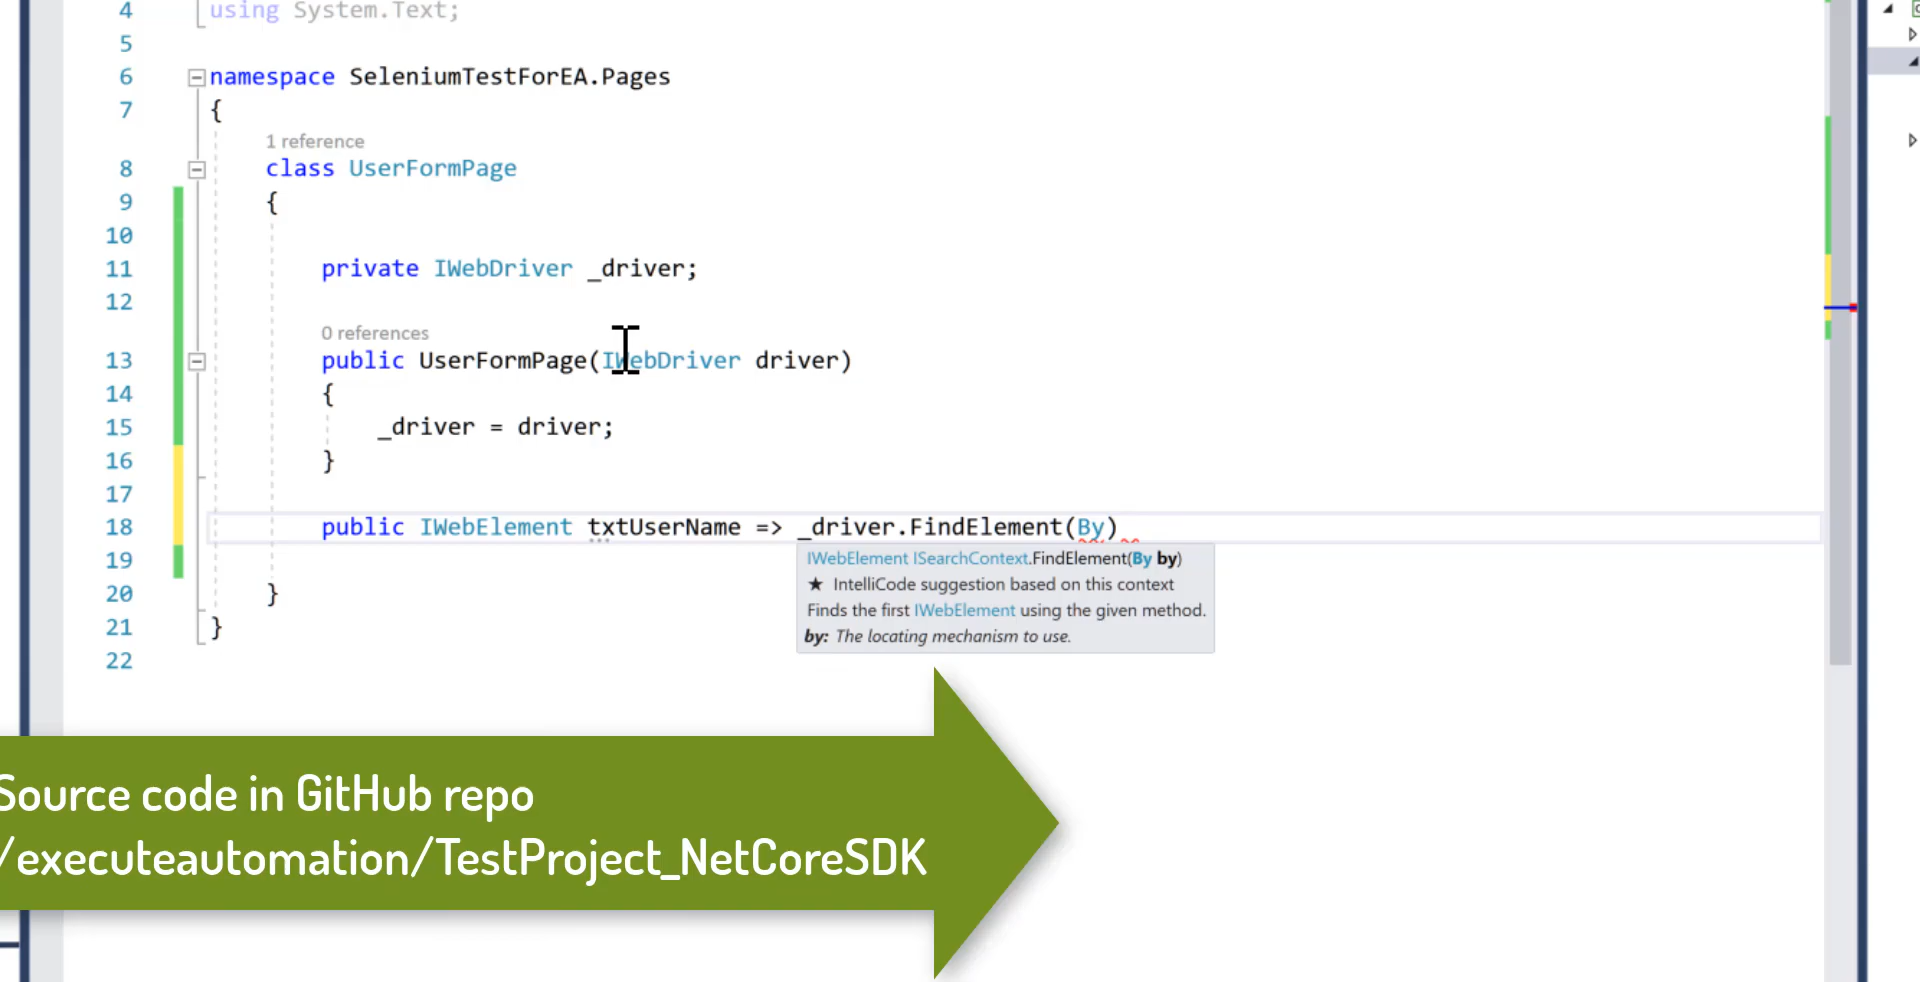 4 using System.Text;
5
6 namespace SeleniumTestForEA.Pages
7 {
1 reference
8 class UserFormPage
9 {
10
11 private IWebDriver _driver;
12
0 references
13 public UserFormPage(IWebDriver driver)
14 {
15 _driver = driver;
16 }
17
18 public IWebElement txtUserName => _driver.FindElement(By)
IWebElement ISearchContext.FindElement(By by)
★ IntelliCode suggestion based on this context
Finds the first IWebElement using the given method.
by: The locating mechanism to use.
19
20 }
21 }
22
Source code in GitHub repo
/executeautomation/TestProject_NetCoreSDK